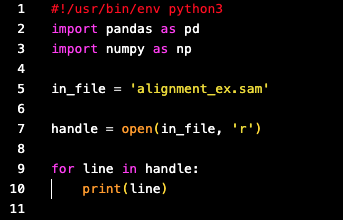 1 #!/usr/bin/env python3
2 import pandas as pd
3 import numpy as np
4
5 in_file = 'alignment_ex.sam'
6
7 handle = open(in_file, 'r')
8
9 for line in handle:
10     print(line)
11